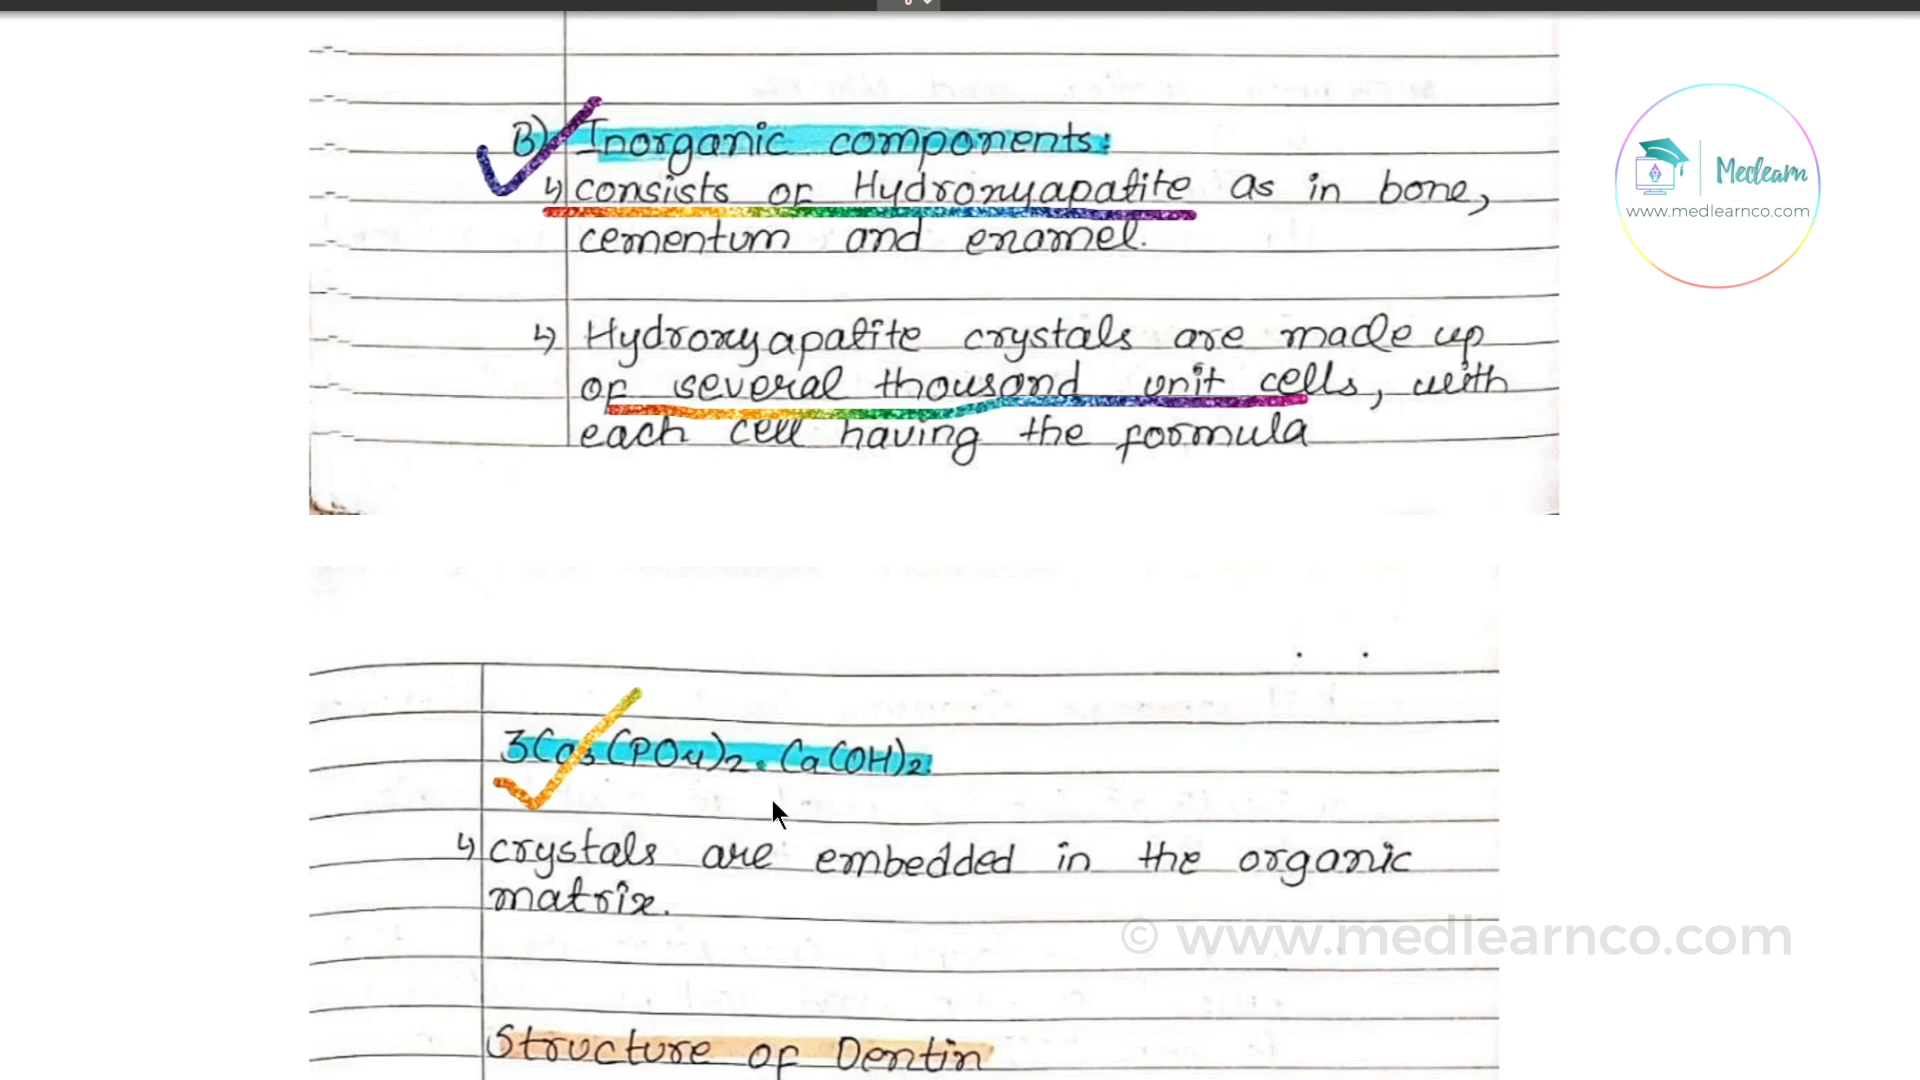 B) Inorganic components:
↳ consists of Hydroxyapatite as in bone,
cementum and enamel.
↳ Hydroxyapatite crystals are made up
of several thousand unit cells, with
each cell having the formula
3Ca3(PO4)2. Ca(OH)2.
↳ crystals are embedded in the organic
matrix.
Structure of Dentin
Medlearn
www.medlearnco.com
© www.medlearnco.com